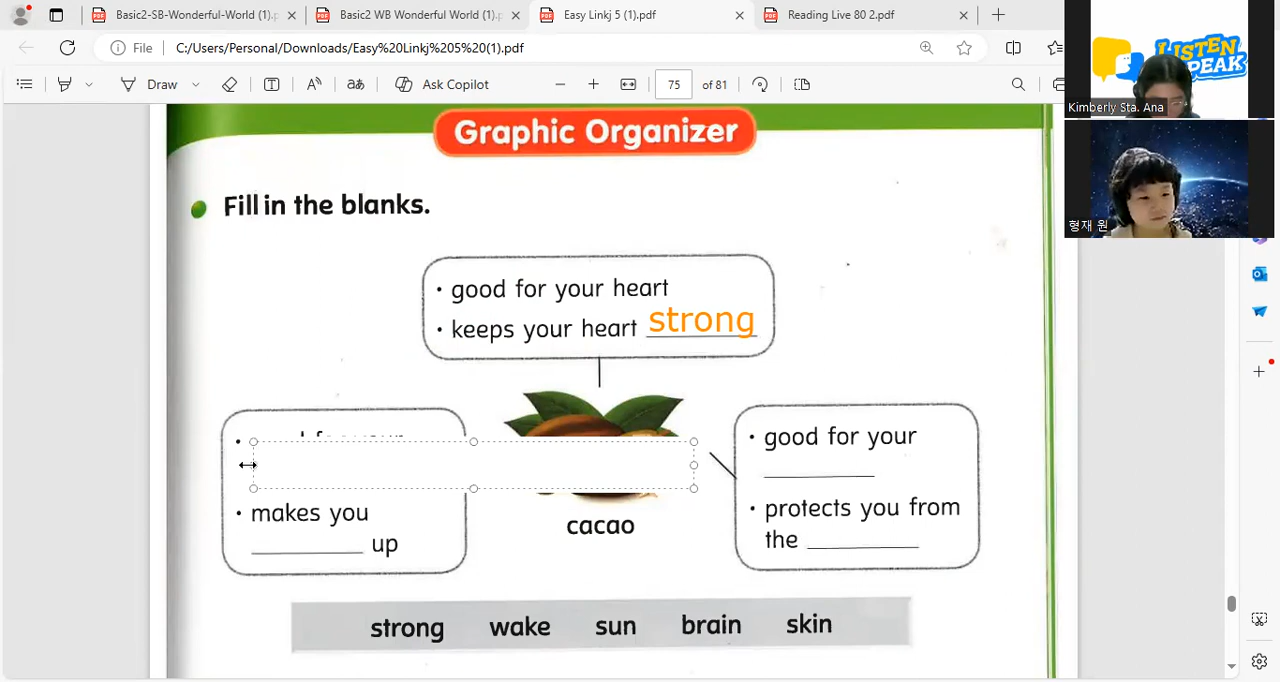 Basic2-SB-Wonderful-World (1).p
Basic2 WB Wonderful World (1).p
Easy Linkj 5 (1).pdf
Reading Live 80 2.pdf
File
C:/Users/Personal/Downloads/Easy%20Linkj%205%20(1).pdf
Draw
Ask Copilot
75 of 81
LISTEN
SPEAK
Kimberly Sta. Ana
형재 원
Graphic Organizer
Fill in the blanks.
• good for your heart
• keeps your heart strong
• makes you
up
cacao
• good for your
• protects you from
the
strong wake sun brain skin